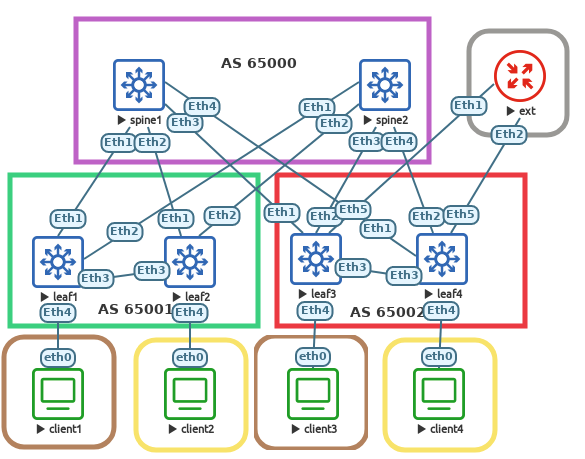 AS 65000
Eth4
Eth1
Eth1
spine1
Eth3
spine2
Eth2
ext
Eth1
Eth2
Eth3
Eth4
Eth2
Eth1
Eth1
Eth2
Eth1
Eth2
Eth5
Eth2
Eth5
Eth2
Eth1
Eth3
Eth3
Eth3
Eth3
leaf1
leaf2
leaf3
leaf4
AS 65001
AS 65002
Eth4
Eth4
Eth4
Eth4
eth0
eth0
eth0
eth0
client1
client2
client3
client4